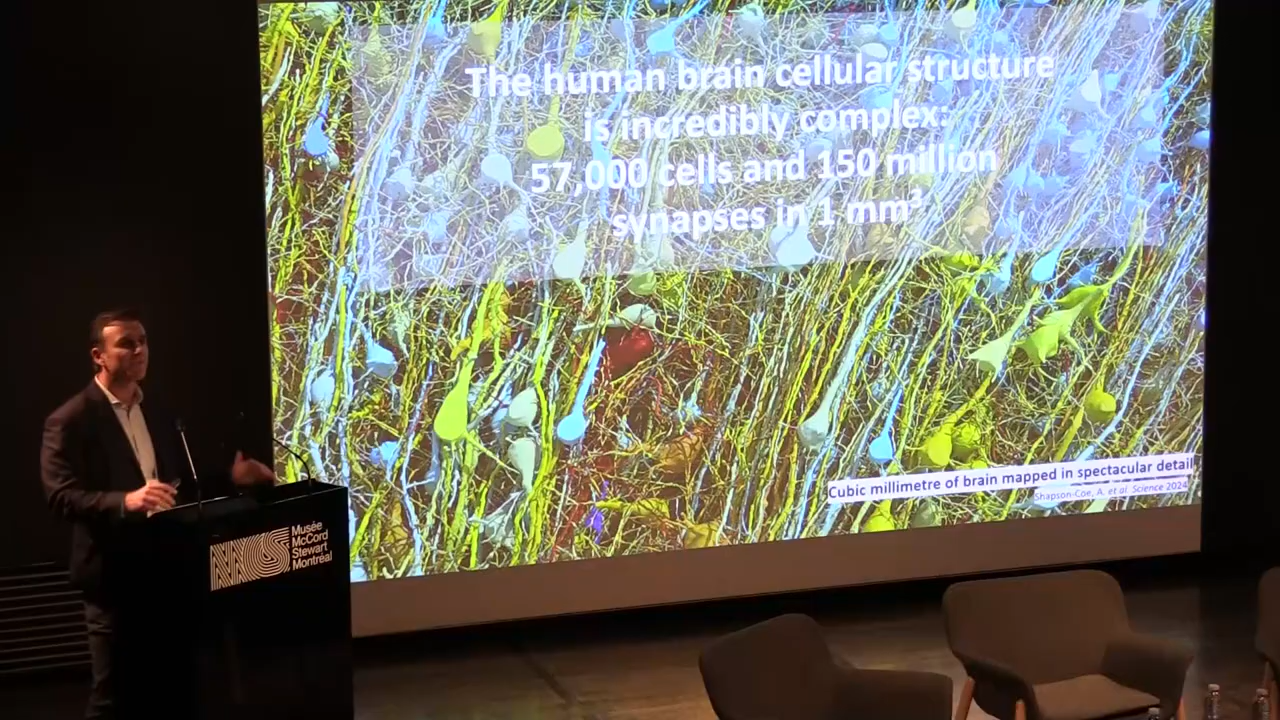 The human brain cellular structure
is incredibly complex:
57,000 cells and 150 million
synapses in 1 mm³
Cubic millimetre of brain mapped in spectacular detail
Shapson-Coe, A. et al Science 2024
Musée
McCord
Stewart
Montréal